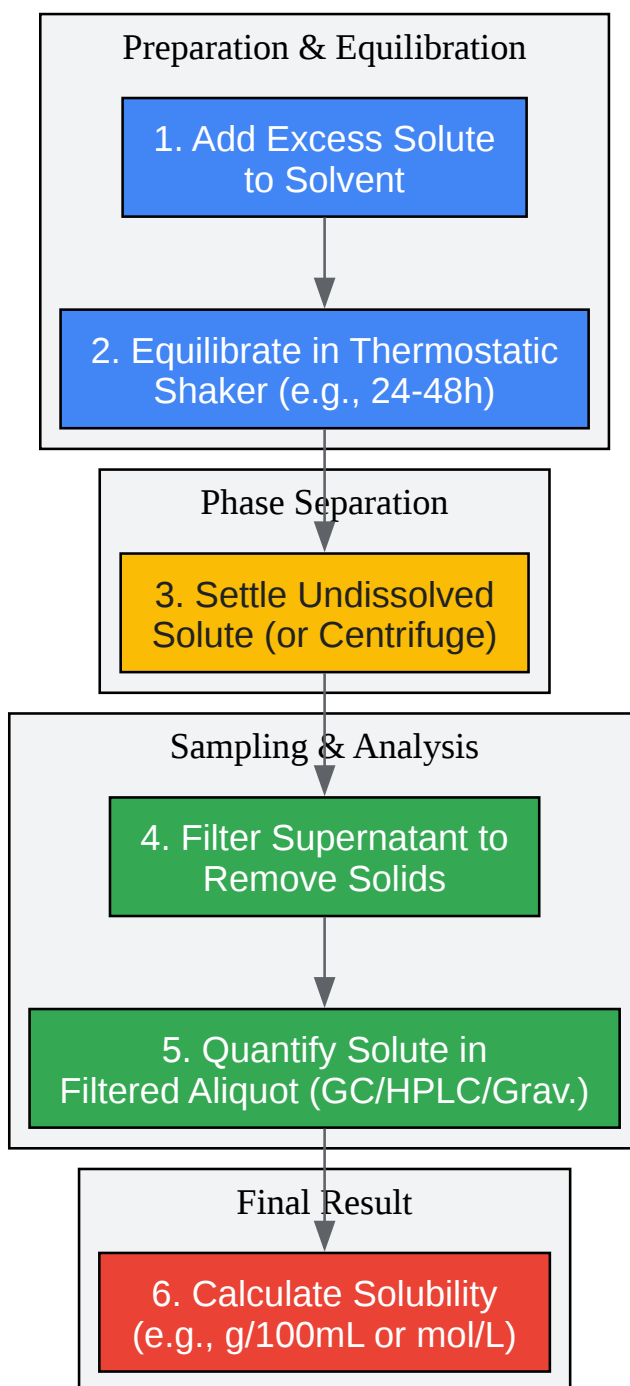 Preparation & Equilibration
1. Add Excess Solute
to Solvent
2. Equilibrate in Thermostatic
Shaker (e.g., 24-48h)
Phase Separation
3. Settle Undissolved
Solute (or Centrifuge)
Sampling & Analysis
4. Filter Supernatant to
Remove Solids
5. Quantify Solute in
Filtered Aliquot (GC/HPLC/Grav.)
Final Result
6. Calculate Solubility
(e.g., g/100mL or mol/L)